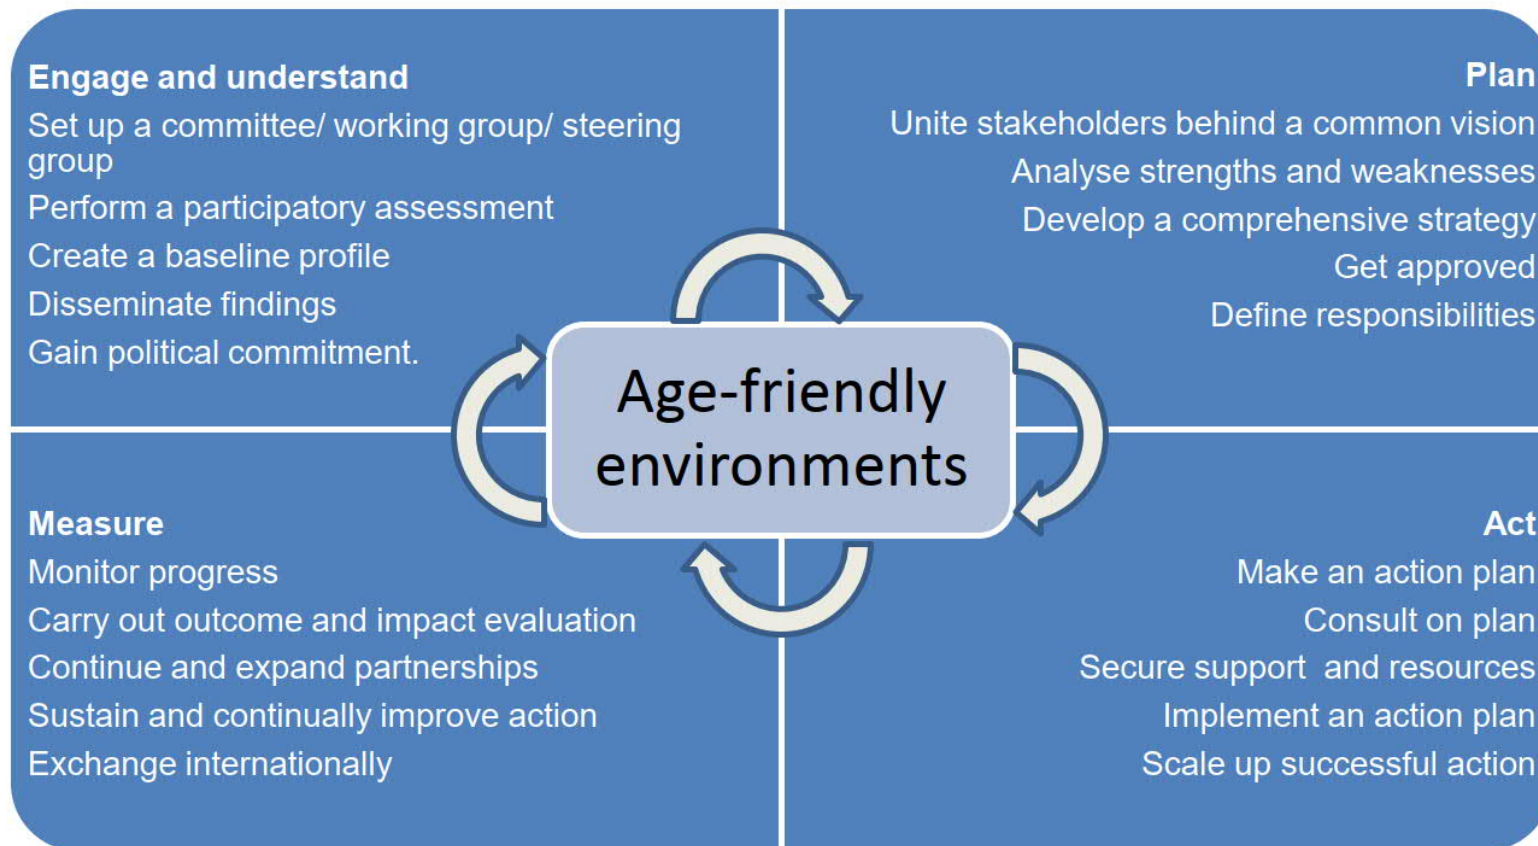 Engage and understand
Set up a committee/ working group/ steering
group
Perform a participatory assessment
Create a baseline profile
Disseminate findings
Gain political commitment.
Plan
Unite stakeholders behind a common vision
Analyse strengths and weaknesses
Develop a comprehensive strategy
Get approved
Define responsibilities
Age-friendly
environments
Measure
Monitor progress
Carry out outcome and impact evaluation
Continue and expand partnerships
Sustain and continually improve action
Exchange internationally
Act
Make an action plan
Consult on plan
Secure support  and resources
Implement an action plan
Scale up successful action